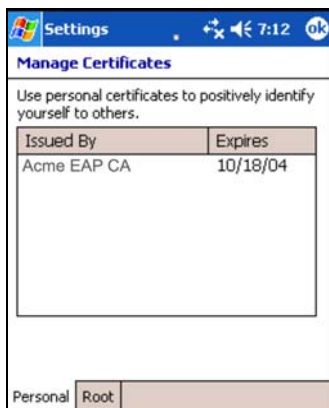 Settings 7:12 ok
Manage Certificates
Use personal certificates to positively identify
yourself to others.
Issued By Expires
Acme EAP CA 10/18/04
Personal Root